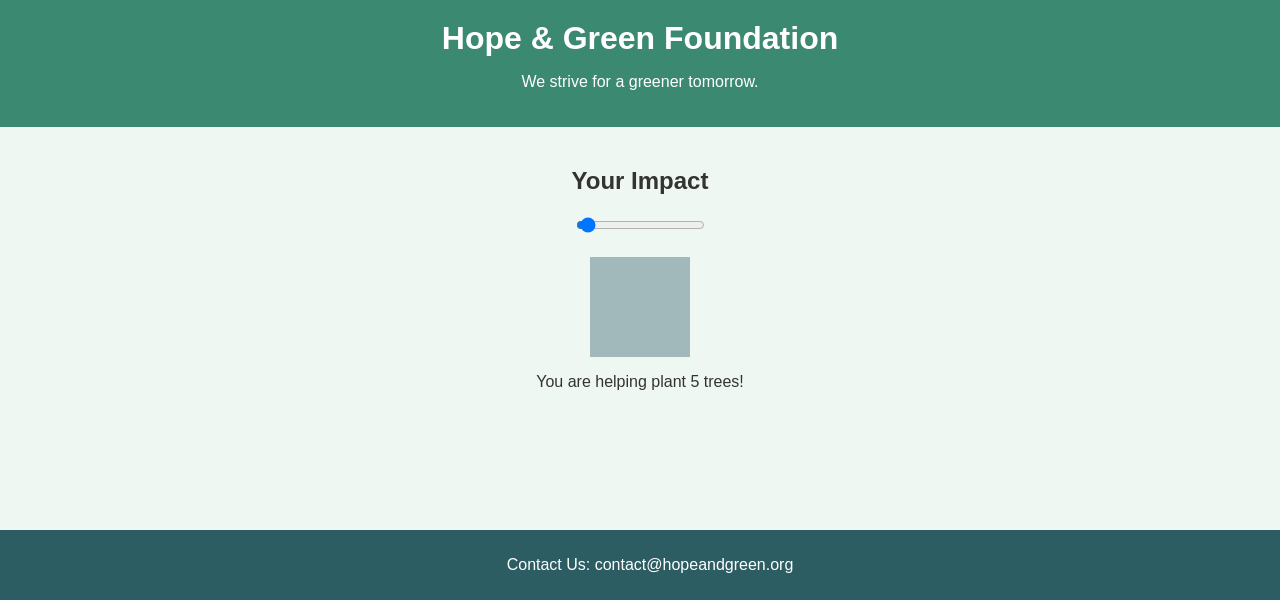 Hope & Green Foundation
We strive for a greener tomorrow.
Your Impact
You are helping plant 5 trees!
Contact Us: contact@hopeandgreen.org